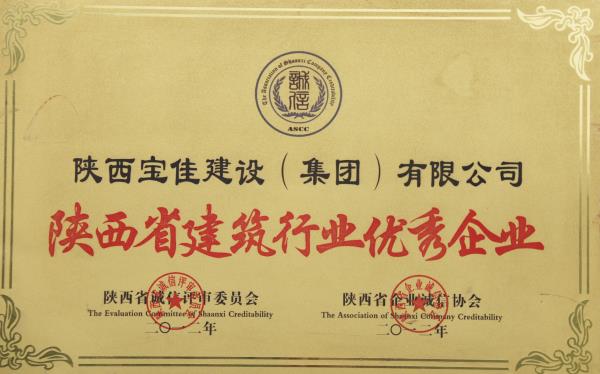 The Association of Shaanxi Company Creditability
誠信
ASCC
陕西宝佳建设（集团）有限公司
陕西省建筑行业优秀企业
陕西省诚信评审委员会
The Evaluation Committee of Shaanxi Creditability
二〇一二年
陕西省企业诚信协会
The Association of Shaanxi Company Creditability
二〇一二年